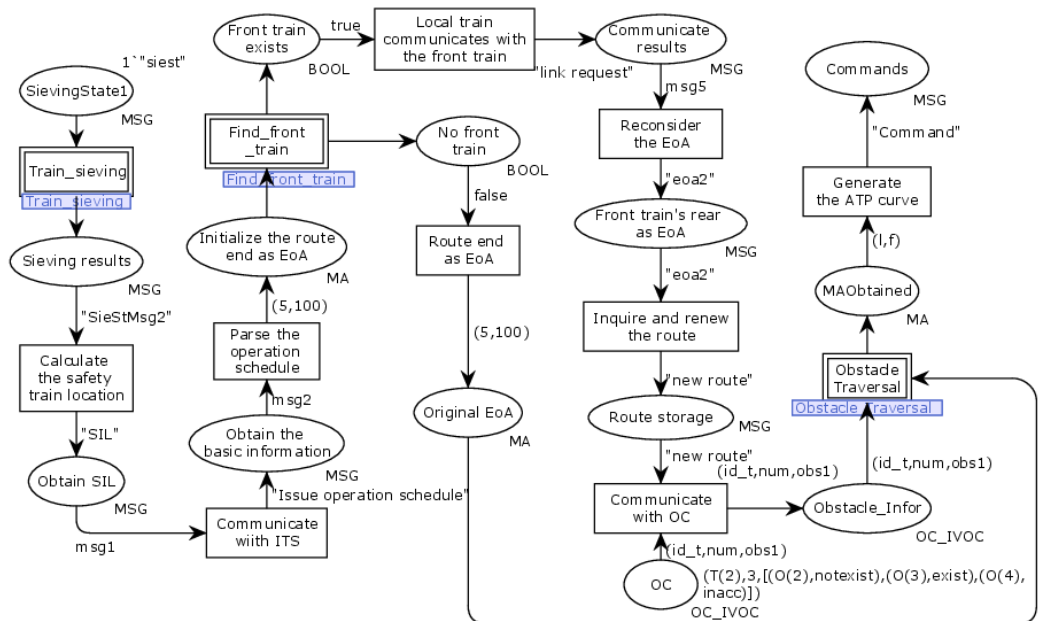 1`"siest"
SievingState1
MSG
Train_sieving
Train_sieving
Sieving results
MSG
"SieStMsg2"
Calculate
the safety
train location
"SIL"
Obtain SIL
MSG
msg1
Communicate
wiith ITS
"Issue operation schedule"
Obtain the
basic information
MSG
msg2
Parse the
operation
schedule
(5,100)
Initialize the route
end as EoA
MA
Find_front
_train
Find_front_train
Front train
exists
BOOL
true
No front
train
BOOL
false
Route end
as EoA
(5,100)
Original EoA
MA
Local train
communicates with
the front train
"link request"
Communicate
results
MSG
msg5
Reconsider
the EoA
"eoa2"
Front train's rear
as EoA
MSG
"eoa2"
Inquire and renew
the route
"new route"
Route storage
MSG
"new route"
Communicate
with OC
(id_t,num,obs1)
(id_t,num,obs1)
OC
(T(2),3,[(O(2),notexist),(O(3),exist),(O(4),
inacc)])
OC_IVOC
Obstacle_Infor
OC_IVOC
(id_t,num,obs1)
Obstacle
Traversal
Obstacle_Traversal
MAObtained
MA
(l,f)
Generate
the ATP curve
"Command"
Commands
MSG